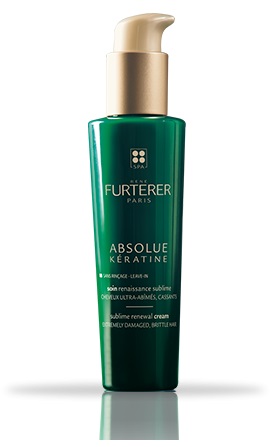 SPA
RENE
FURTERER
PARIS
ABSOLUE
KÉRATINE
SANS RINÇAGE - LEAVE-IN
soin renaissance sublime
CHEVEUX ULTRA-ABÎMÉS, CASSANTS
sublime renewal cream
EXTREMELY DAMAGED, BRITTLE HAIR